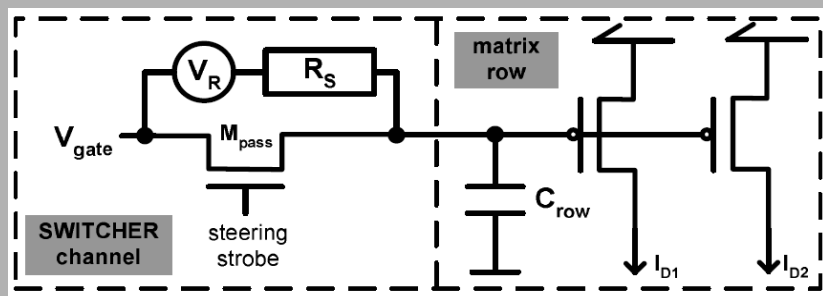 V_R
R_S
matrix
row
V_gate
M_pass
SWITCHER
channel
steering
strobe
C_row
I_D1
I_D2